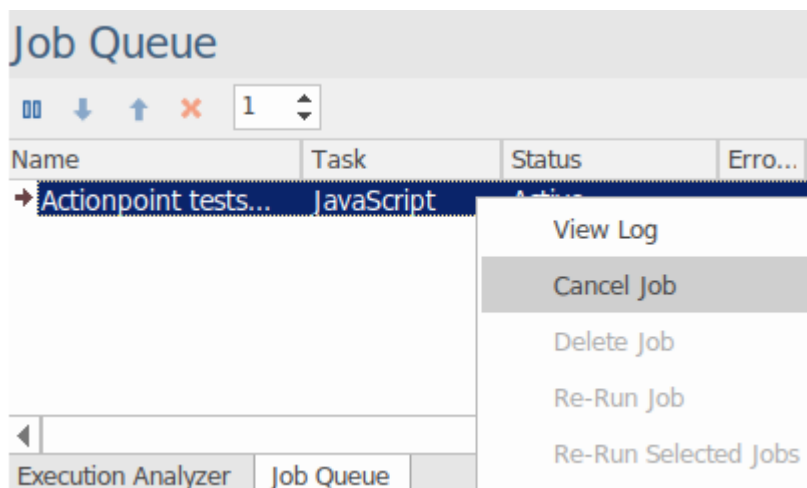 Job Queue
1
Name Task Status Erro...
Actionpoint tests... JavaScript Active
View Log
Cancel Job
Delete Job
Re-Run Job
Re-Run Selected Jobs
Execution Analyzer Job Queue